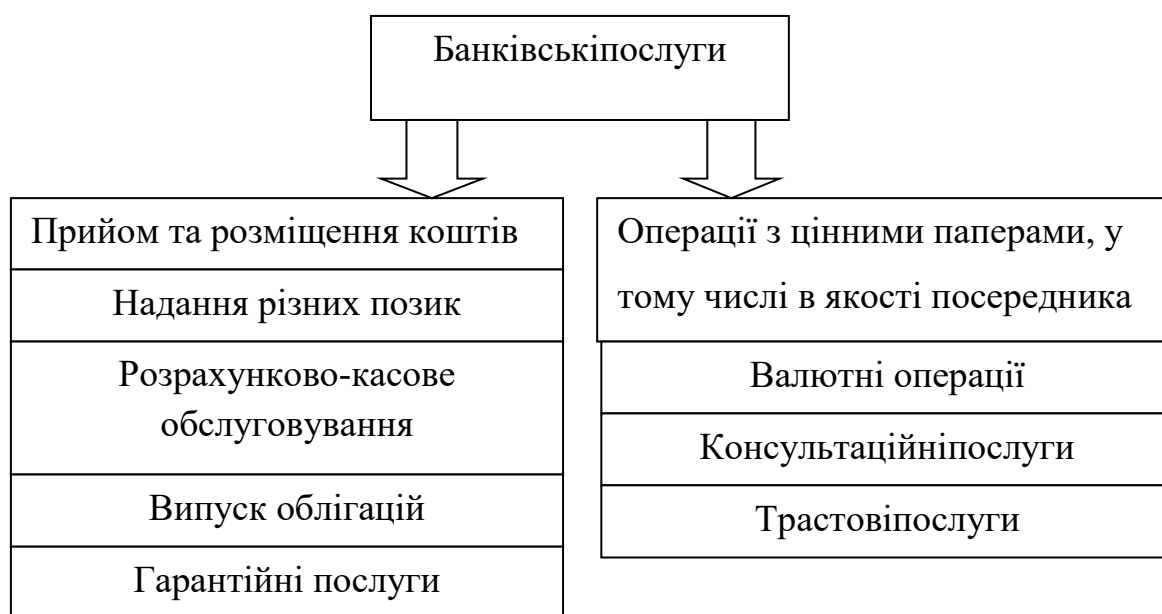 Банківськіпослуги
Прийом та розміщення коштів
Надання різних позик
Розрахунково-касове
обслуговування
Випуск облігацій
Гарантійні послуги
Операції з цінними паперами, у
тому числі в якості посередника
Валютні операції
Консультаційніпослуги
Трастовіпослуги